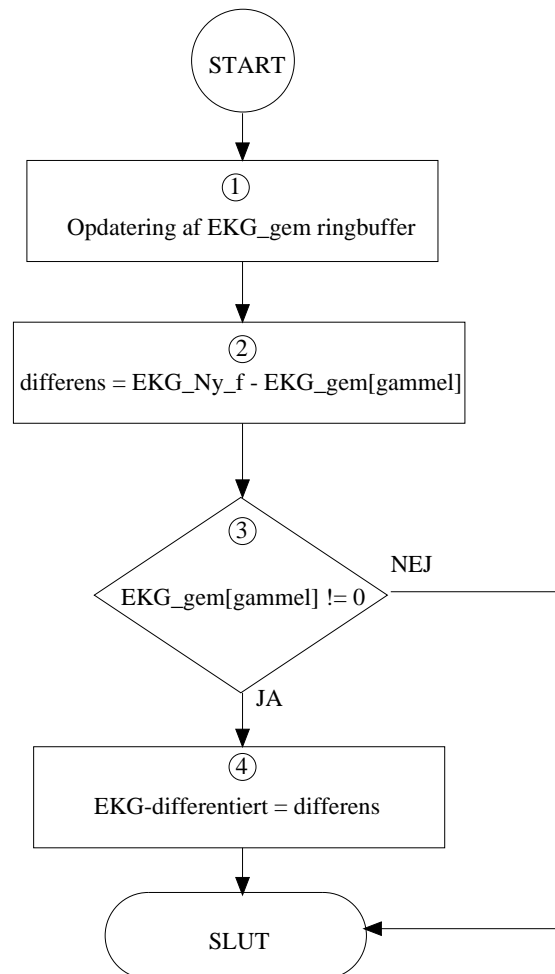 START
1
Opdatering af EKG_gem ringbuffer
2
differens = EKG_Ny_f - EKG_gem[gammel]
3
NEJ
EKG_gem[gammel] != 0
JA
4
EKG-differentiert = differens
SLUT